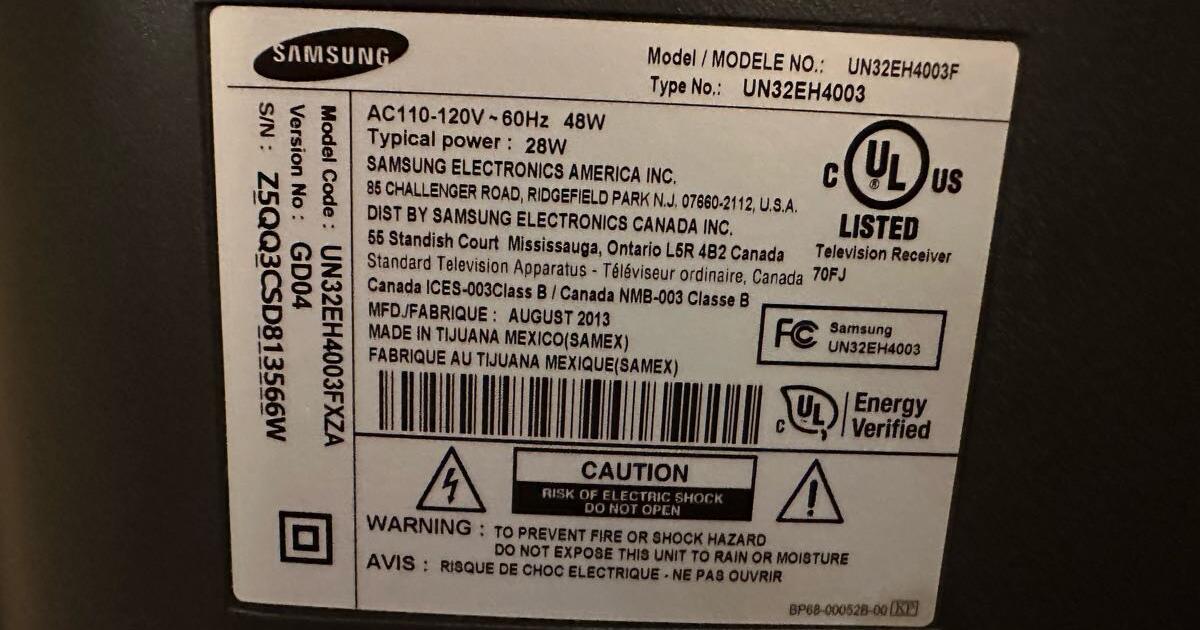 SAMSUNG
Model / MODELE NO.: UN32EH4003F
Type No.: UN32EH4003
Model Code : UN32EH4003FXZA
Version No : GD04
S/N : Z5QQ3CSD813566W
AC110-120V ~ 60Hz 48W
Typical power : 28W
SAMSUNG ELECTRONICS AMERICA INC.
85 CHALLENGER ROAD, RIDGEFIELD PARK N.J. 07660-2112, U.S.A.
DIST BY SAMSUNG ELECTRONICS CANADA INC.
55 Standish Court Mississauga, Ontario L5R 4B2 Canada
Standard Television Apparatus - Téléviseur ordinaire, Canada
Canada ICES-003Class B / Canada NMB-003 Classe B
MFD./FABRIQUE : AUGUST 2013
MADE IN TIJUANA MEXICO(SAMEX)
FABRIQUE AU TIJUANA MEXIQUE(SAMEX)
C UL ® US
LISTED
Television Receiver
70FJ
FC Samsung
UN32EH4003
C UL Energy
Verified
CAUTION
RISK OF ELECTRIC SHOCK
DO NOT OPEN
WARNING : TO PREVENT FIRE OR SHOCK HAZARD
DO NOT EXPOSE THIS UNIT TO RAIN OR MOISTURE
AVIS : RISQUE DE CHOC ELECTRIQUE - NE PAS OUVRIR
BP68-00052B-00 KP